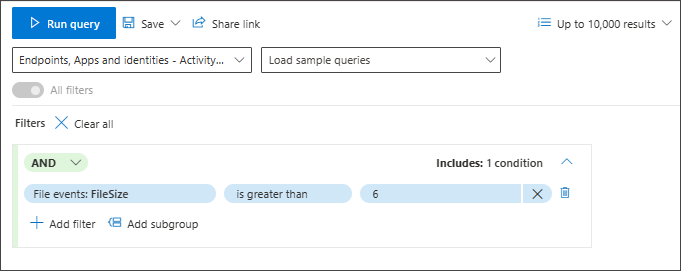 Run query Save Share link Up to 10,000 results
Endpoints, Apps and identities - Activity... Load sample queries
All filters
Filters Clear all
AND Includes: 1 condition
File events: FileSize is greater than 6
Add filter Add subgroup